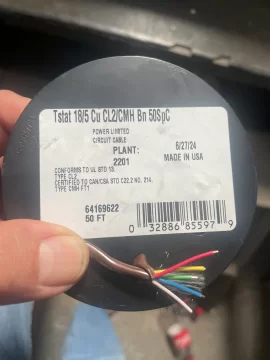 Tstat 18/5 Cu CL2/CMH Bn 50SpC
POWER LIMITED
CIRCUIT CABLE
PLANT: 6/27/24
2201 MADE IN USA
CONFORMS TO UL STD 13.
TYPE CL2.
CERTIFIED TO CAN/CSA STD C22.2 NO. 214.
TYPE CMH FT1
64169622
50 FT
0 32886 85597 9